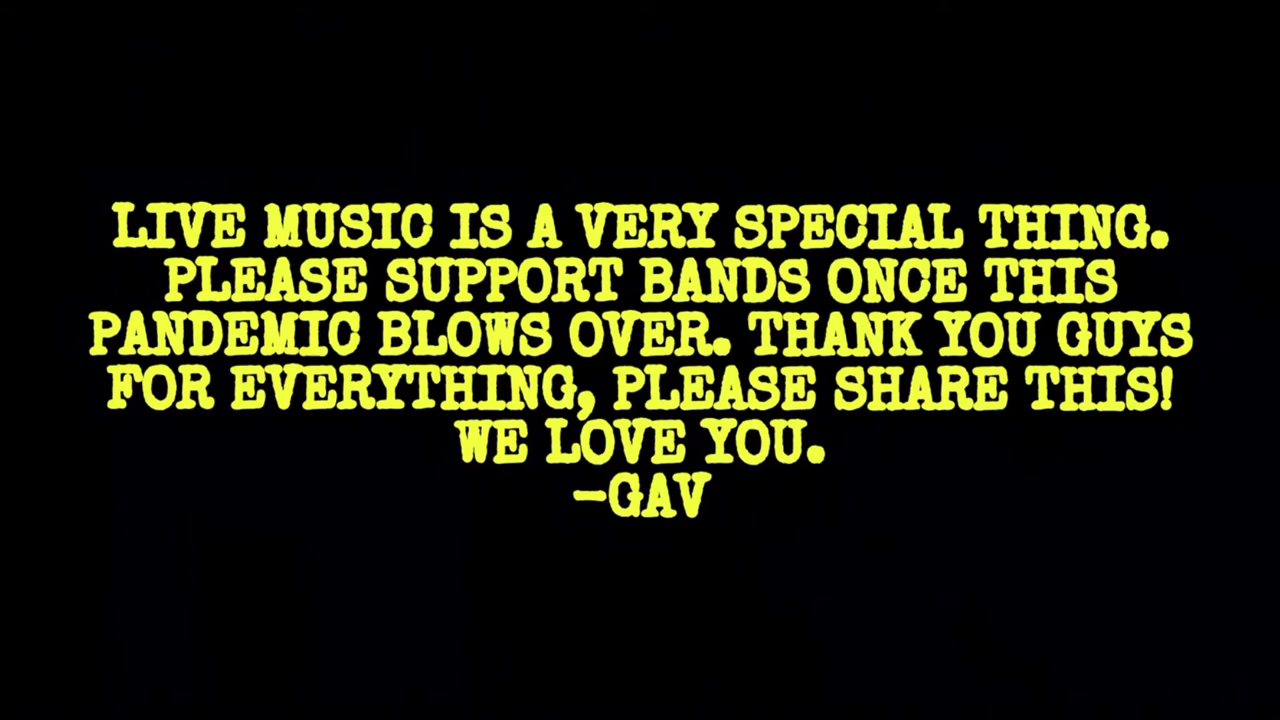 LIVE MUSIC IS A VERY SPECIAL THING.
PLEASE SUPPORT BANDS ONCE THIS
PANDEMIC BLOWS OVER. THANK YOU GUYS
FOR EVERYTHING, PLEASE SHARE THIS!
WE LOVE YOU.
-GAV